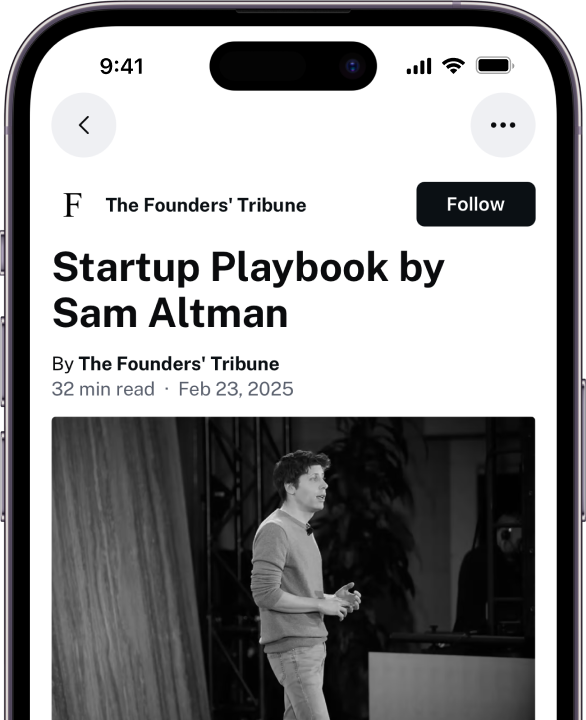 9:41
F The Founders' Tribune Follow
Startup Playbook by
Sam Altman
By The Founders' Tribune
32 min read · Feb 23, 2025